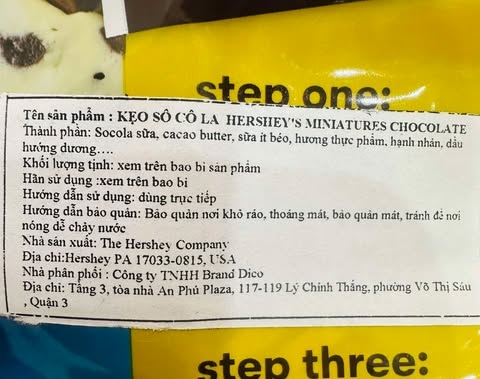 step one:
Tên sản phẩm : KẸO SÔ CÔ LA HERSHEY'S MINIATURES CHOCOLATE
Thành phần: Socola sữa, cacao butter, sữa ít béo, hương thực phẩm, hạnh nhân, dầu
hướng dương....
Khối lượng tịnh: xem trên bao bì sản phẩm
Hãn sử dụng :xem trên bao bì
Hướng dẫn sử dụng: dùng trực tiếp
Hướng dẫn bảo quản: Bảo quản nơi khô ráo, thoáng mát, bảo quản mát, tránh để nơi
nóng dễ chảy nước
Nhà sản xuất: The Hershey Company
Địa chỉ:Hershey PA 17033-0815, USA
Nhà phân phối : Công ty TNHH Brand Dico
Địa chỉ: Tầng 3, tòa nhà An Phú Plaza, 117-119 Lý Chính Thắng, phường Võ Thị Sáu
, Quận 3
step three: